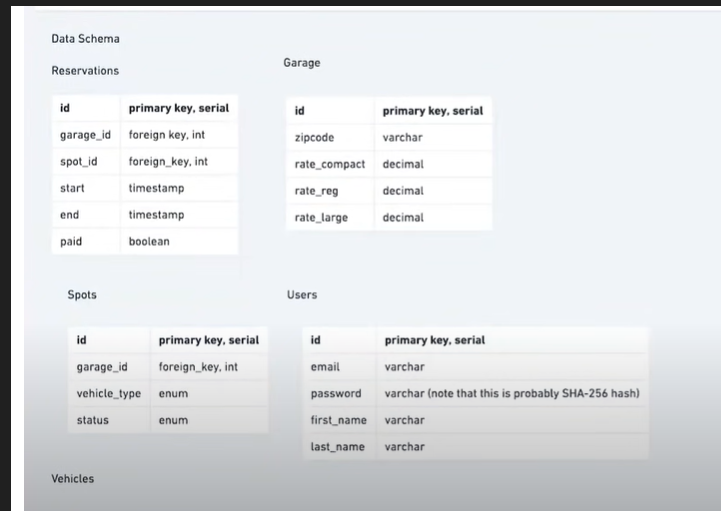 Data Schema
Reservations
id primary key, serial
garage_id foreign key, int
spot_id foreign_key, int
start timestamp
end timestamp
paid boolean
Garage
id primary key, serial
zipcode varchar
rate_compact decimal
rate_reg decimal
rate_large decimal
Spots
id primary key, serial
garage_id foreign_key, int
vehicle_type enum
status enum
Users
id primary key, serial
email varchar
password varchar (note that this is probably SHA-256 hash)
first_name varchar
last_name varchar
Vehicles